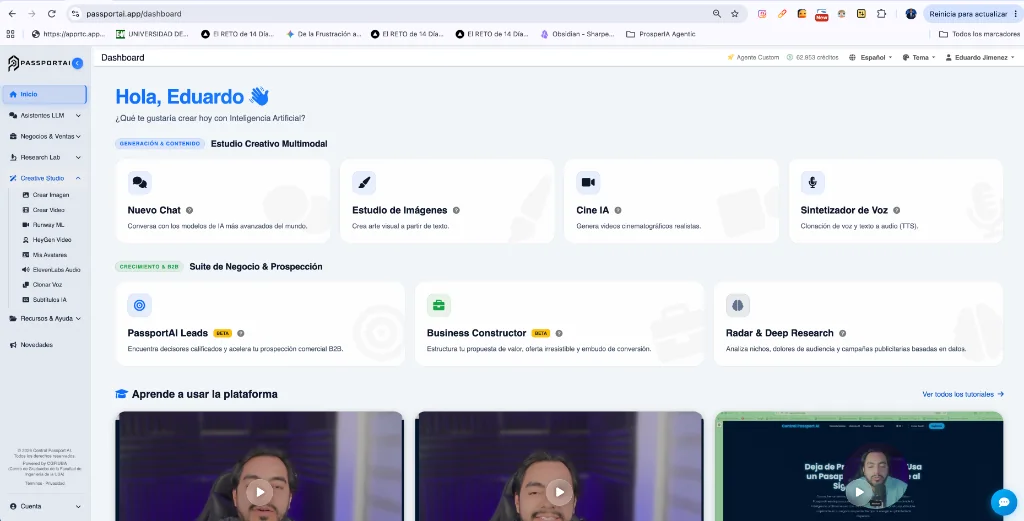 passportai.app/dashboard
Reinicia para actualizar
https://apprtc.app...
UNIVERSIDAD DE...
El RETO de 14 Día...
De la Frustración a...
El RETO de 14 Día...
El RETO de 14 Día...
Obsidian - Sharpe...
ProsperIA Agentic
Todos los marcadores
New
PASSPORTAI
Dashboard
Agente Custom
62.953 créditos
Español
Tema
Eduardo Jimenez
Inicio
Asistentes LLM
Negocios & Ventas
Research Lab
Creative Studio
Crear Imagen
Crear Video
Runway ML
HeyGen Video
Mis Avatares
ElevenLabs Audio
Clonar Voz
Subtítulos IA
Recursos & Ayuda
Novedades
Todos los derechos reservados.
Términos · Privacidad
Cuenta
Hola, Eduardo
¿Qué te gustaría crear hoy con Inteligencia Artificial?
GENERACIÓN & CONTENIDO
Estudio Creativo Multimodal
Nuevo Chat
Conversa con los modelos de IA más avanzados del mundo.
Estudio de Imágenes
Crea arte visual a partir de texto.
Cine IA
Genera videos cinematográficos realistas.
Sintetizador de Voz
Clonación de voz y texto a audio (TTS).
CRECIMIENTO & B2B
Suite de Negocio & Prospección
PassportAI Leads BETA
Encuentra decisores calificados y acelera tu prospección comercial B2B.
Business Constructor BETA
Estructura tu propuesta de valor, oferta irresistible y embudo de conversión.
Radar & Deep Research
Analiza nichos, dolores de audiencia y campañas publicitarias basadas en datos.
Aprende a usar la plataforma
Ver todos los tutoriales